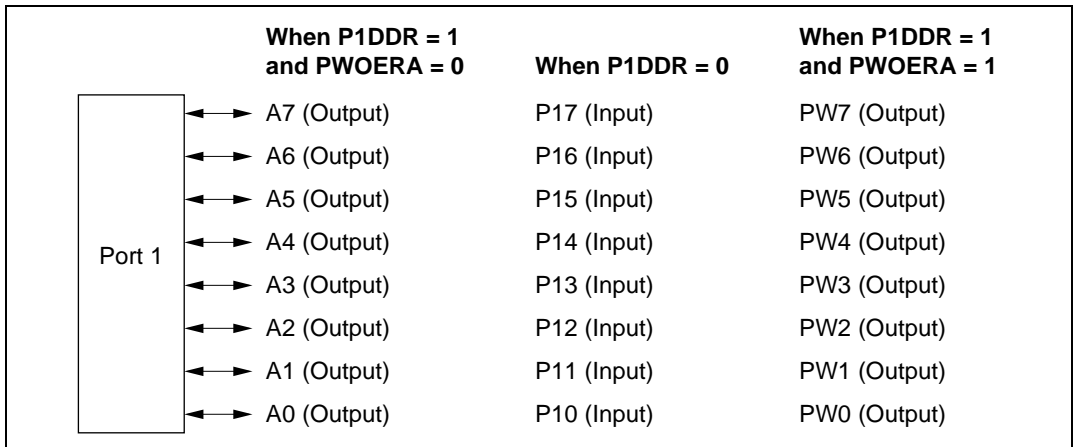 When P1DDR = 1 and PWOERA = 0
When P1DDR = 0
When P1DDR = 1 and PWOERA = 1
Port 1
A7 (Output) P17 (Input) PW7 (Output)
A6 (Output) P16 (Input) PW6 (Output)
A5 (Output) P15 (Input) PW5 (Output)
A4 (Output) P14 (Input) PW4 (Output)
A3 (Output) P13 (Input) PW3 (Output)
A2 (Output) P12 (Input) PW2 (Output)
A1 (Output) P11 (Input) PW1 (Output)
A0 (Output) P10 (Input) PW0 (Output)